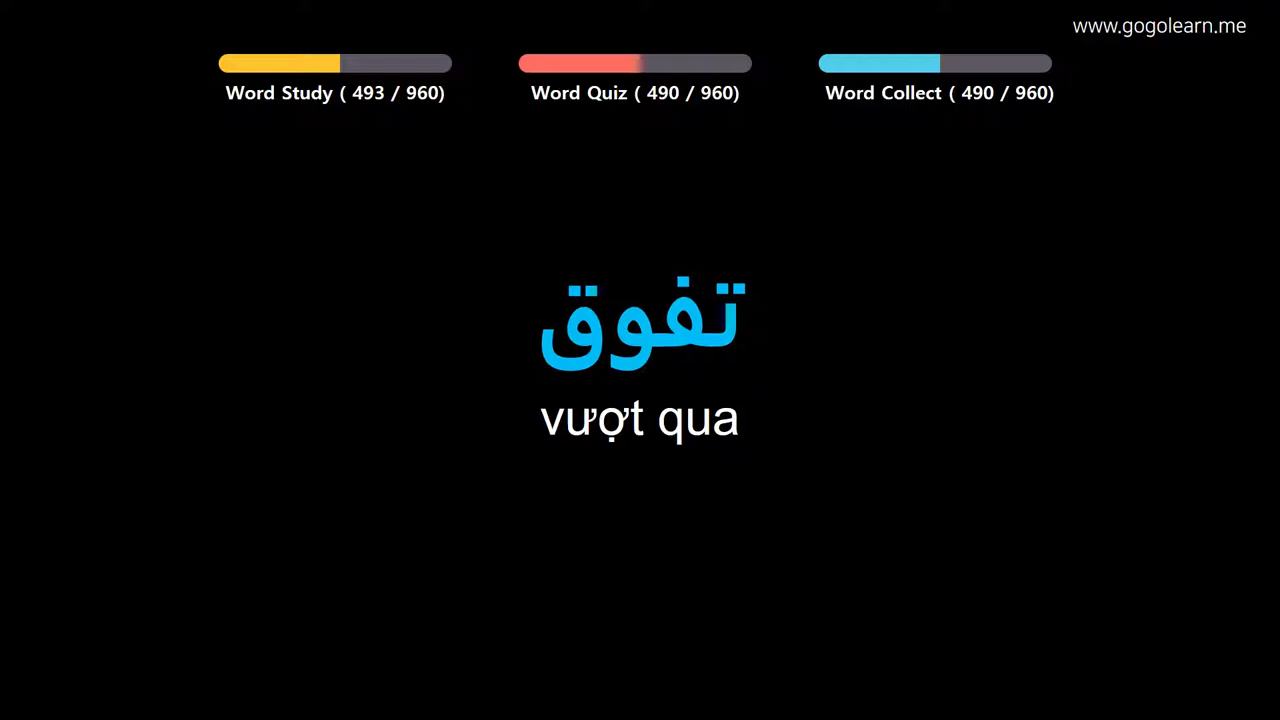 www.gogolearn.me
Word Study ( 493 / 960)
Word Quiz ( 490 / 960)
Word Collect ( 490 / 960)
تفوق
vượt qua